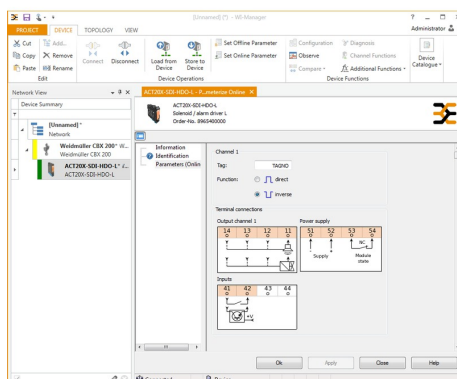 [Unnamed] (*) - WI-Manager
PROJECT DEVICE TOPOLOGY VIEW
Administrator
Cut
Copy
Paste
Add...
Remove
Rename
Edit
Connect
Disconnect
Load from Device
Store to Device
Set Offline Parameter
Set Online Parameter
Device Operations
Configuration
Observe
Compare
Diagnosis
Channel Functions
Additional Functions
Device Functions
Device Catalogue
Network View
Device Summary
[Unnamed]*
Network
Weidmüller CBX 200* W...
Weidmüller CBX 200
ACT20X-SDI-HDO-L*
ACT20X-SDI-HDO-L
ACT20X-SDI-HDO-L - P...meterize Online
ACT20X-SDI-HDO-L
Solenoid / alarm driver L
Order-No. 8965400000
Information
Identification
Parameters (Onlin
Channel 1
Tag: TAGNO
Function: direct
inverse
Terminal connections
Output channel 1
14 13 12 11
Power supply
51 52 53 54
NC
Supply
Module state
Inputs
41 42 43 44
+V
Ok Apply Close Help